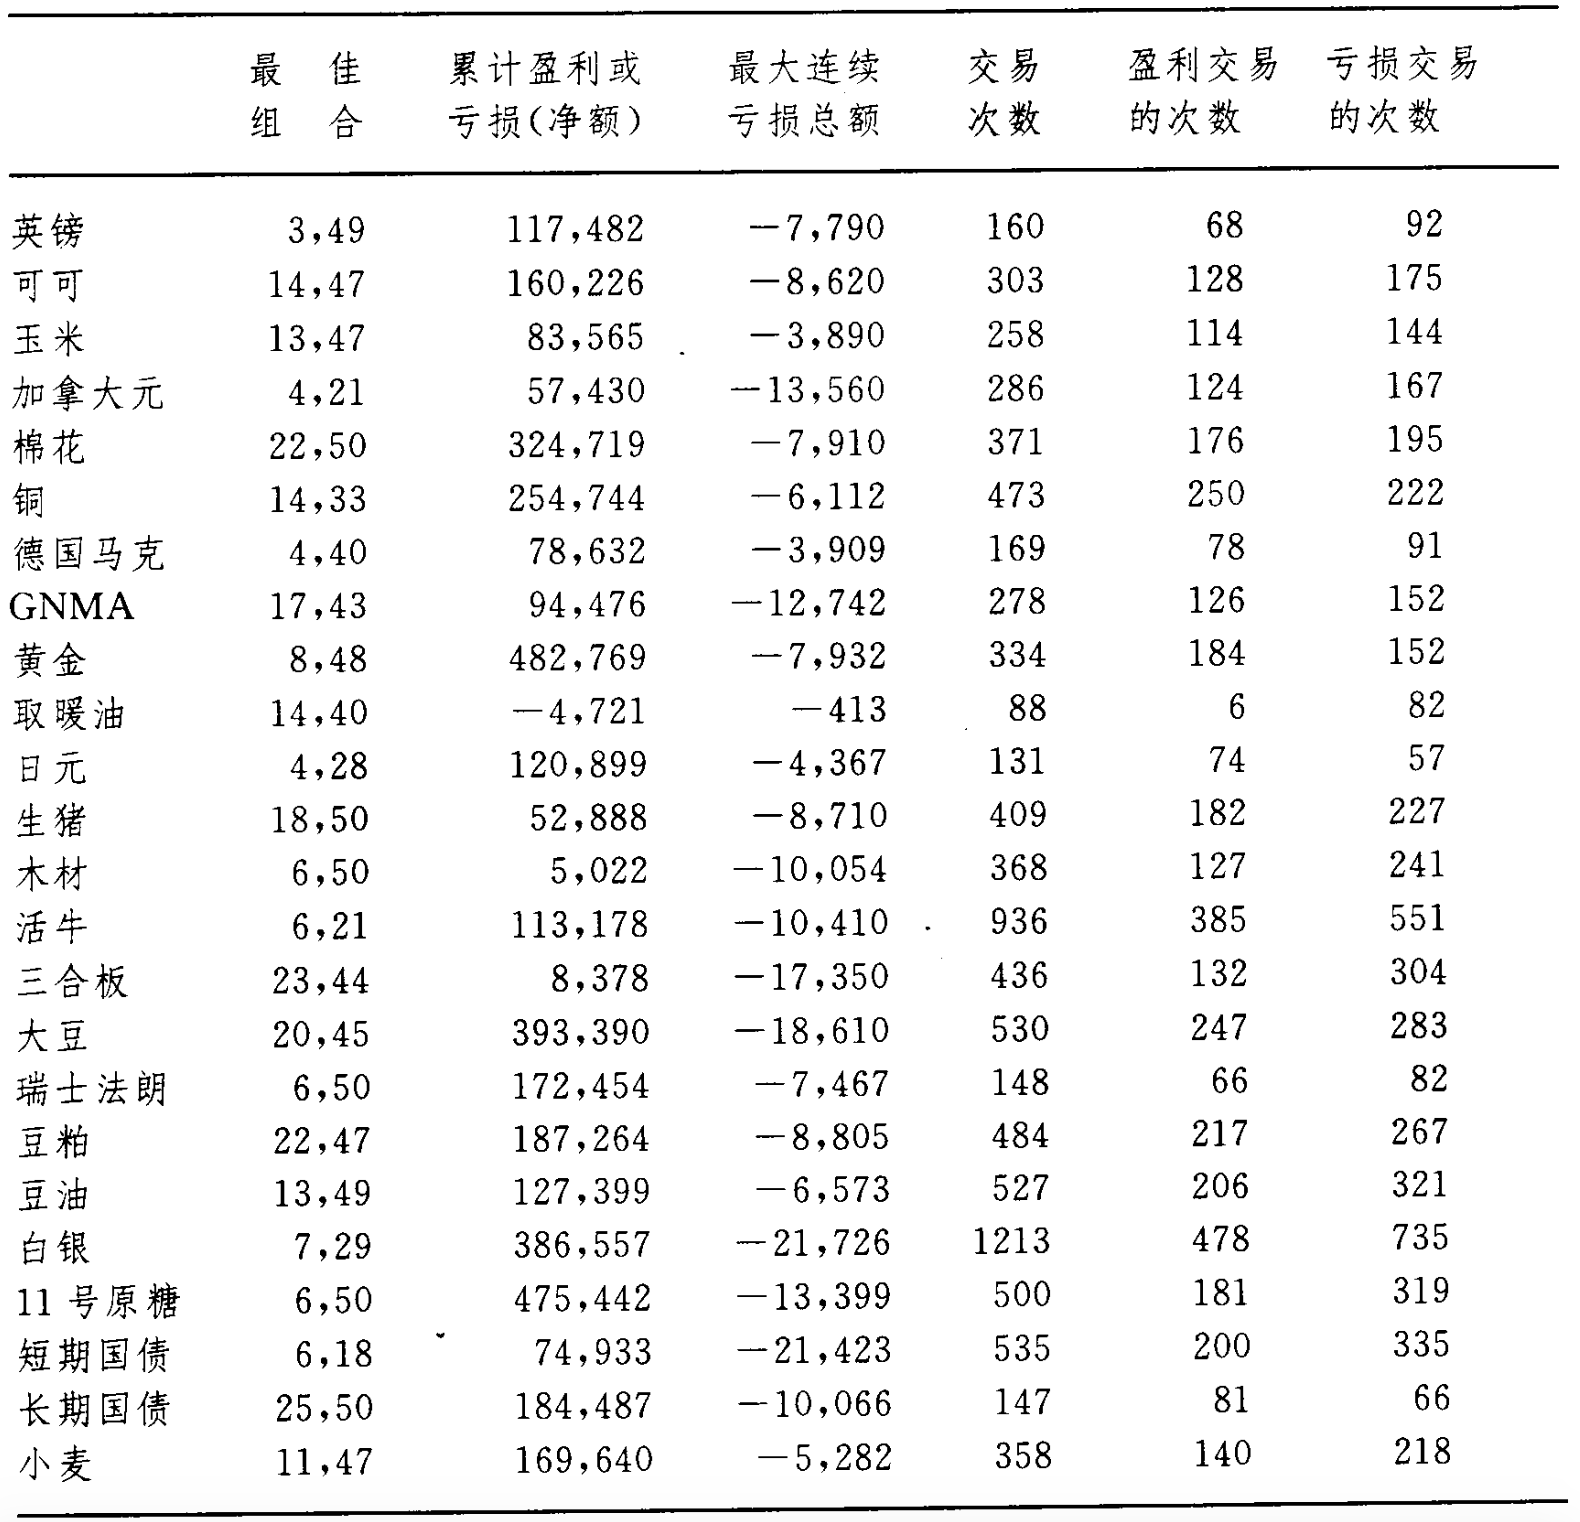 最 佳 累计盈利或 最大连续 交易 盈利交易 亏损交易
组 合 亏损(净额) 亏损总额 次数 的次数 的次数
英镑 3,49 117,482 －7,790 160 68 92
可可 14,47 160,226 －8,620 303 128 175
玉米 13,47 83,565 －3,890 258 114 144
加拿大元 4,21 57,430 －13,560 286 124 167
棉花 22,50 324,719 －7,910 371 176 195
铜 14,33 254,744 －6,112 473 250 222
德国马克 4,40 78,632 －3,909 169 78 91
GNMA 17,43 94,476 －12,742 278 126 152
黄金 8,48 482,769 －7,932 334 184 152
取暖油 14,40 －4,721 －413 88 6 82
日元 4,28 120,899 －4,367 131 74 57
生猪 18,50 52,888 －8,710 409 182 227
木材 6,50 5,022 －10,054 368 127 241
活牛 6,21 113,178 －10,410 936 385 551
三合板 23,44 8,378 －17,350 436 132 304
大豆 20,45 393,390 －18,610 530 247 283
瑞士法朗 6,50 172,454 －7,467 148 66 82
豆粕 22,47 187,264 －8,805 484 217 267
豆油 13,49 127,399 －6,573 527 206 321
白银 7,29 386,557 －21,726 1213 478 735
11号原糖 6,50 475,442 －13,399 500 181 319
短期国债 6,18 74,933 －21,423 535 200 335
长期国债 25,50 184,487 －10,066 147 81 66
小麦 11,47 169,640 －5,282 358 140 218